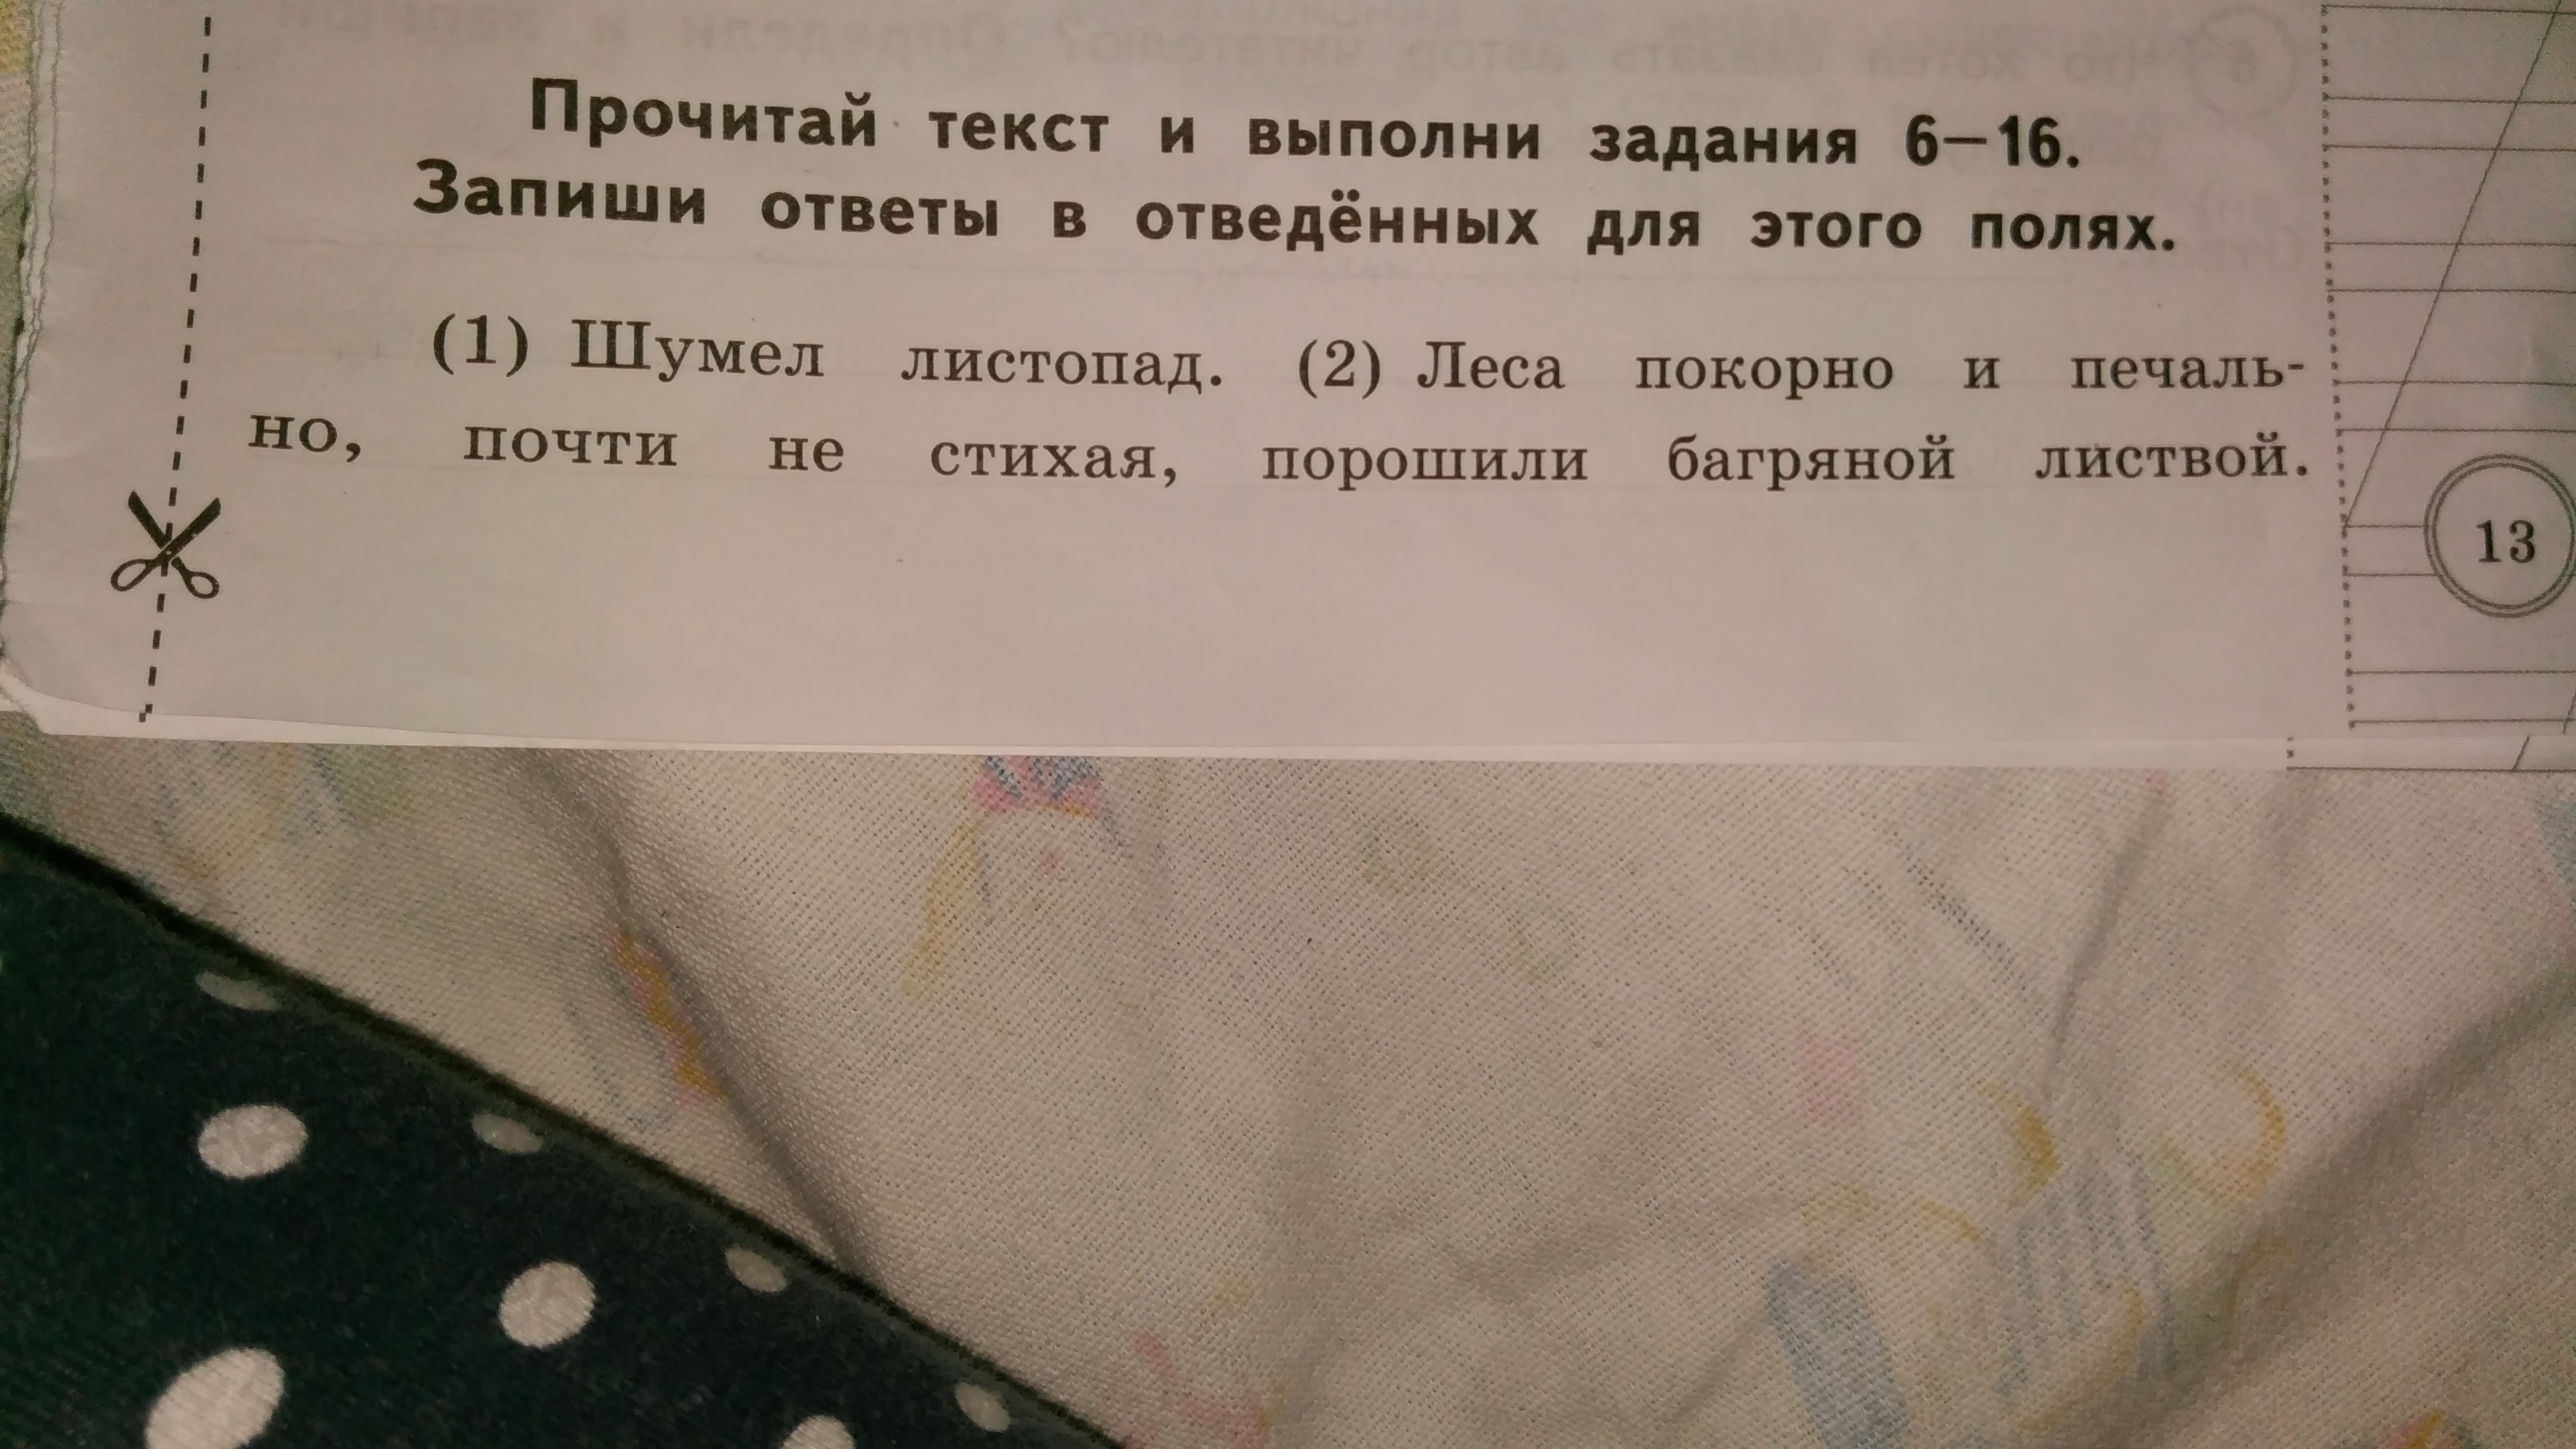 Прочитай текст и выполни задания 6—16.
Запиши ответы в отведённых для этого полях.
(1) Шумел листопад. (2) Леса покорно и печаль-
но, почти не стихая, порошили багряной листвой.
13